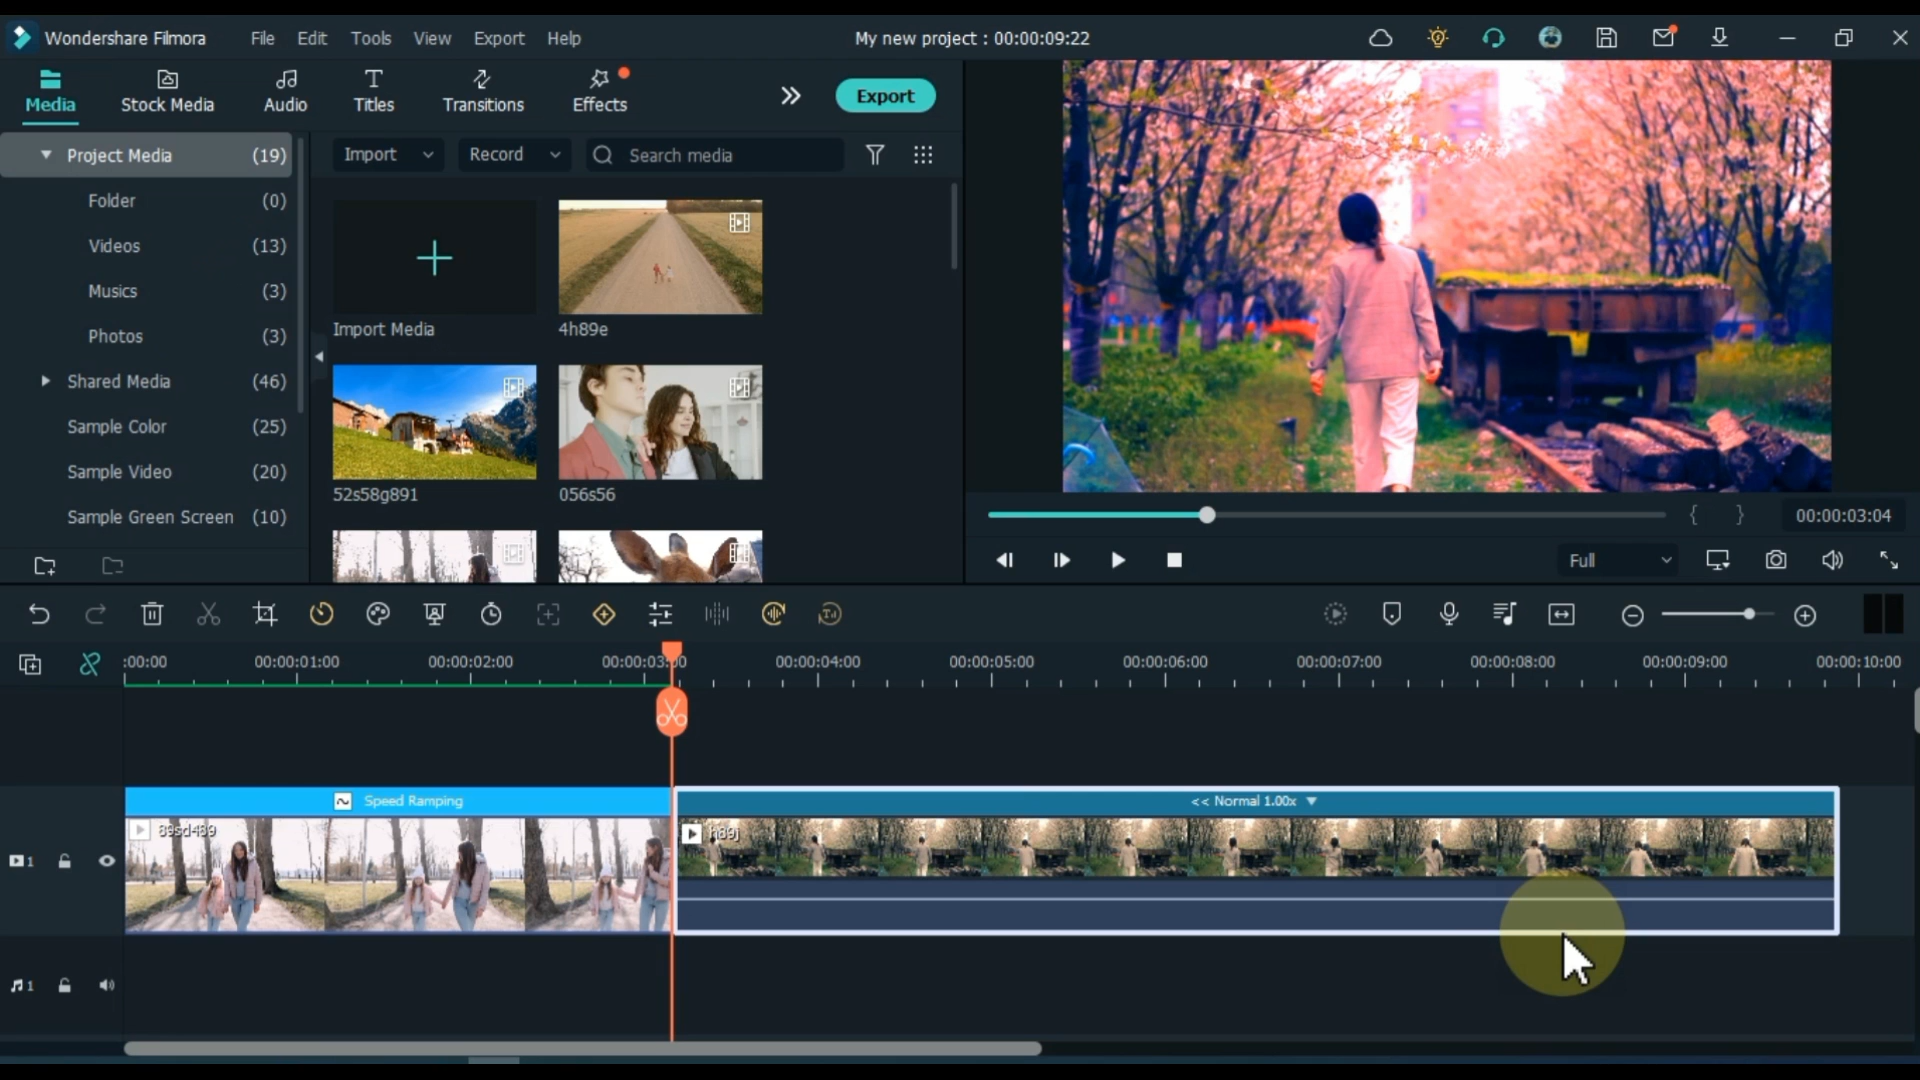 Wondershare Filmora
File Edit Tools View Export Help
My new project : 00:00:09:22
Media
Stock Media
Audio
Titles
Transitions
Effects
Export
Project Media (19)
Folder (0)
Videos (13)
Musics (3)
Photos (3)
Shared Media (46)
Sample Color (25)
Sample Video (20)
Sample Green Screen (10)
Import
Record
Search media
Import Media
4h89e
52s58g891
056s56
{ } 00:00:03:04
Full
:00:00 00:00:01:00 00:00:02:00 00:00:03:00 00:00:04:00 00:00:05:00 00:00:06:00 00:00:07:00 00:00:08:00 00:00:09:00 00:00:10:00
Speed Ramping
<< Normal 1.00x
89sd489
h89j
1
1